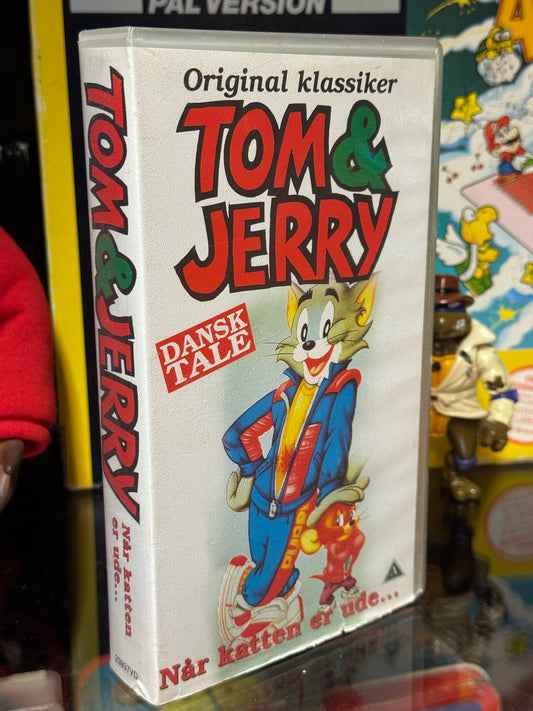 PAL VERSION
Original klassiker
TOM &
JERRY
DANSK
TALE
Når katten er ude...
TOM & JERRY
Når katten
er ude...